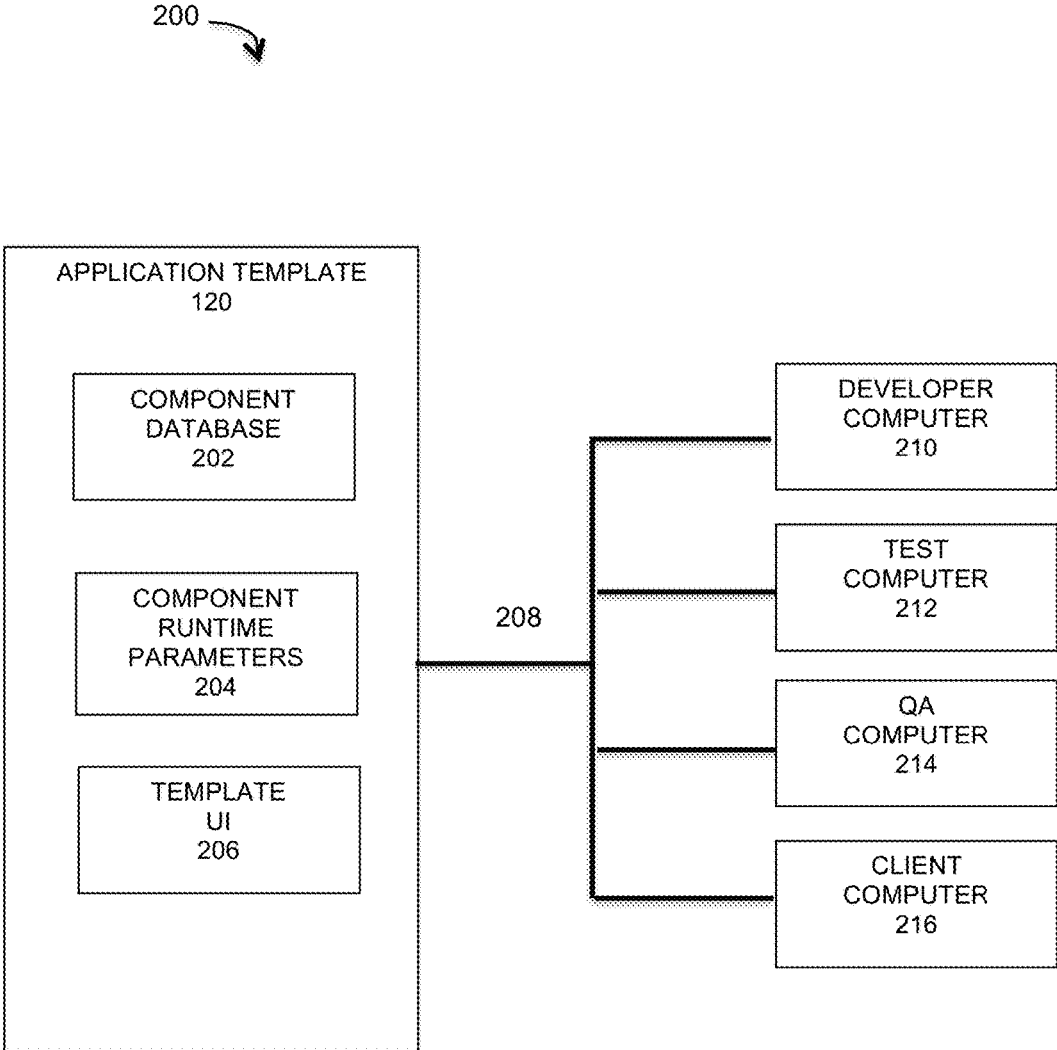 200
APPLICATION TEMPLATE
120
COMPONENT
DATABASE
202
COMPONENT
RUNTIME
PARAMETERS
204
TEMPLATE
UI
206
208
DEVELOPER
COMPUTER
210
TEST
COMPUTER
212
QA
COMPUTER
214
CLIENT
COMPUTER
216